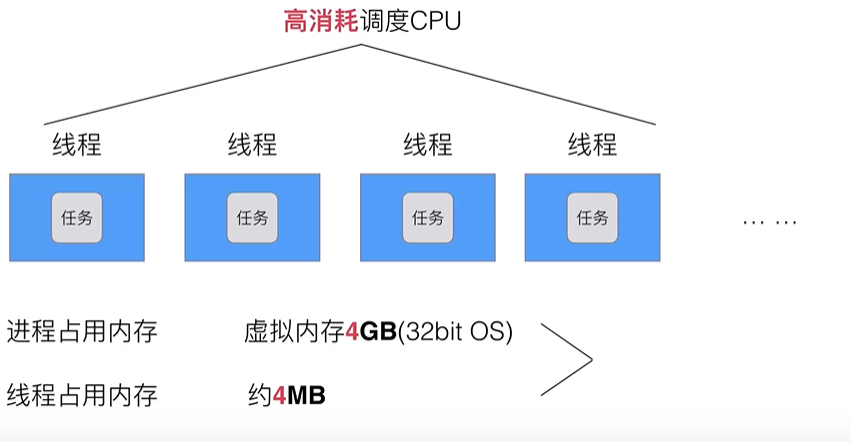 高消耗调度CPU
线程 线程 线程 线程
任务 任务 任务 任务 ... ...
进程占用内存 虚拟内存4GB(32bit OS)
线程占用内存 约4MB